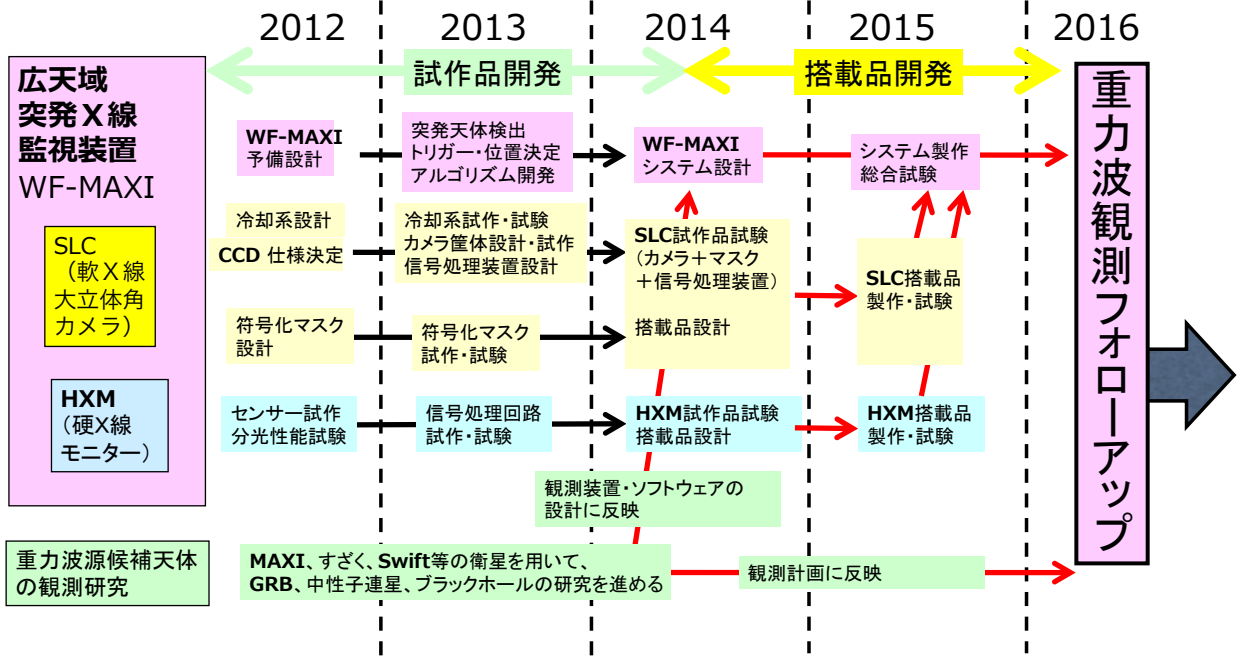 2012
2013
2014
2015
2016
試作品開発
搭載品開発
広天域
突発X線
監視装置
WF-MAXI
SLC
（軟X線
大立体角
カメラ）
HXM
（硬X線
モニター）
WF-MAXI
予備設計
突発天体検出
トリガー・位置決定
アルゴリズム開発
WF-MAXI
システム設計
システム製作
総合試験
冷却系設計
CCD 仕様決定
冷却系試作・試験
カメラ筐体設計・試作
信号処理装置設計
SLC試作品試験
（カメラ＋マスク
＋信号処理装置）
搭載品設計
SLC搭載品
製作・試験
符号化マスク
設計
符号化マスク
試作・試験
センサー試作
分光性能試験
信号処理回路
試作・試験
HXM試作品試験
搭載品設計
HXM搭載品
製作・試験
観測装置・ソフトウェアの
設計に反映
重力波源候補天体
の観測研究
MAXI、すざく、Swift等の衛星を用いて、
GRB、中性子連星、ブラックホールの研究を進める
観測計画に反映
重力波観測フォローアップ